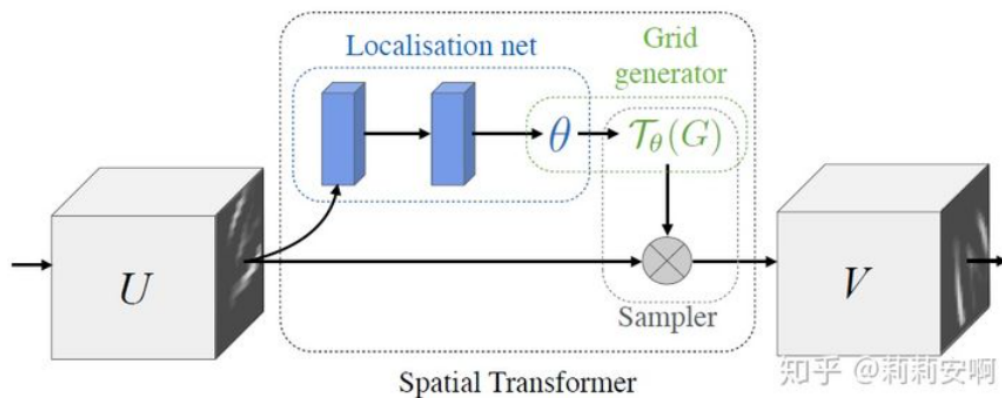 Localisation net
Grid
generator
θ
𝒯θ(G)
U
V
Sampler
Spatial Transformer
知乎 @莉莉安啊